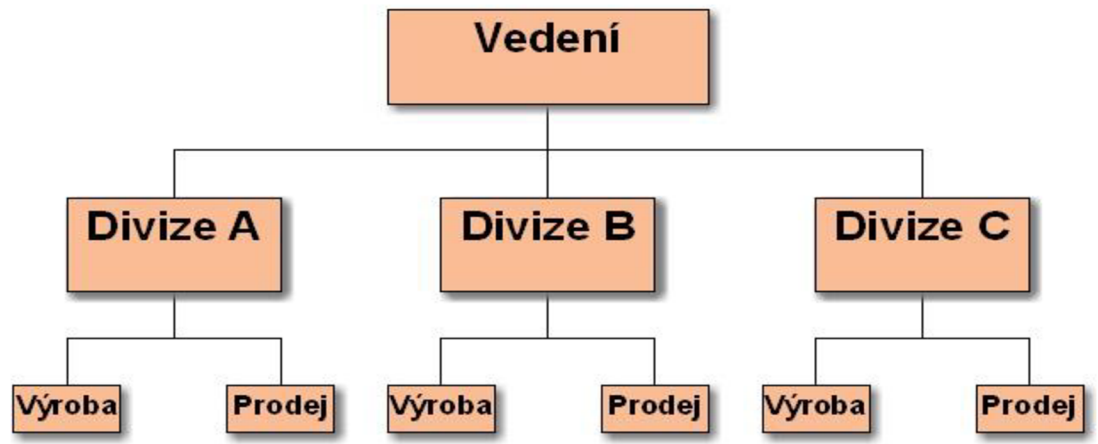 Vedení
Divize A
Divize B
Divize C
Výroba
Prodej
Výroba
Prodej
Výroba
Prodej